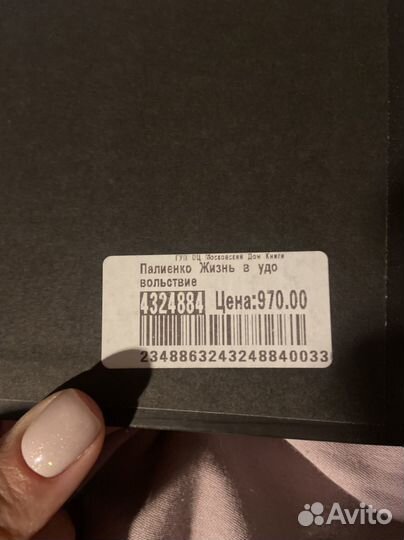 ГУП ОЦ Московский Дом Книги
Палиенко Жизнь в удо
вольствие
4324884 Цена:970.00
2348863243248840033
Avito